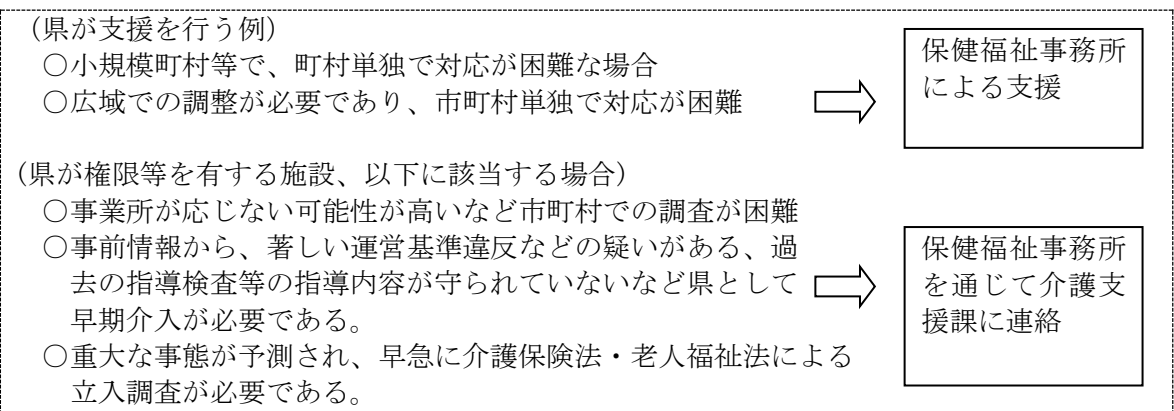 (県が支援を行う例)
○小規模町村等で、町村単独で対応が困難な場合
○広域での調整が必要であり、市町村単独で対応が困難
保健福祉事務所
による支援
(県が権限等を有する施設、以下に該当する場合)
○事業所が応じない可能性が高いなど市町村での調査が困難
○事前情報から、著しい運営基準違反などの疑いがある、過
去の指導検査等の指導内容が守られていないなど県として
早期介入が必要である。
○重大な事態が予測され、早急に介護保険法・老人福祉法による
立入調査が必要である。
保健福祉事務所
を通じて介護支
援課に連絡